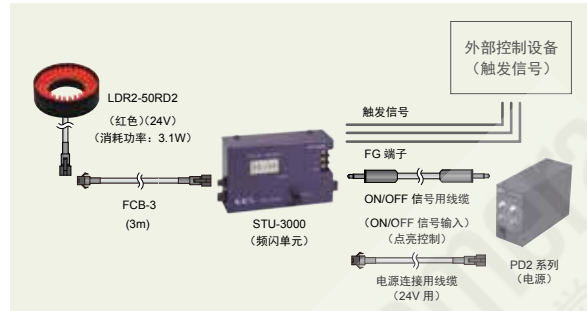 外部控制设备
（触发信号）
LDR2-50RD2
（红色）（24V）
（消耗功率：3.1W）
FCB-3
(3m)
STU-3000
（频闪单元）
触发信号
FG 端子
ON/OFF 信号用线缆
（ON/OFF 信号输入）
（点亮控制）
电源连接用线缆
（24V 用）
PD2 系列
（电源）